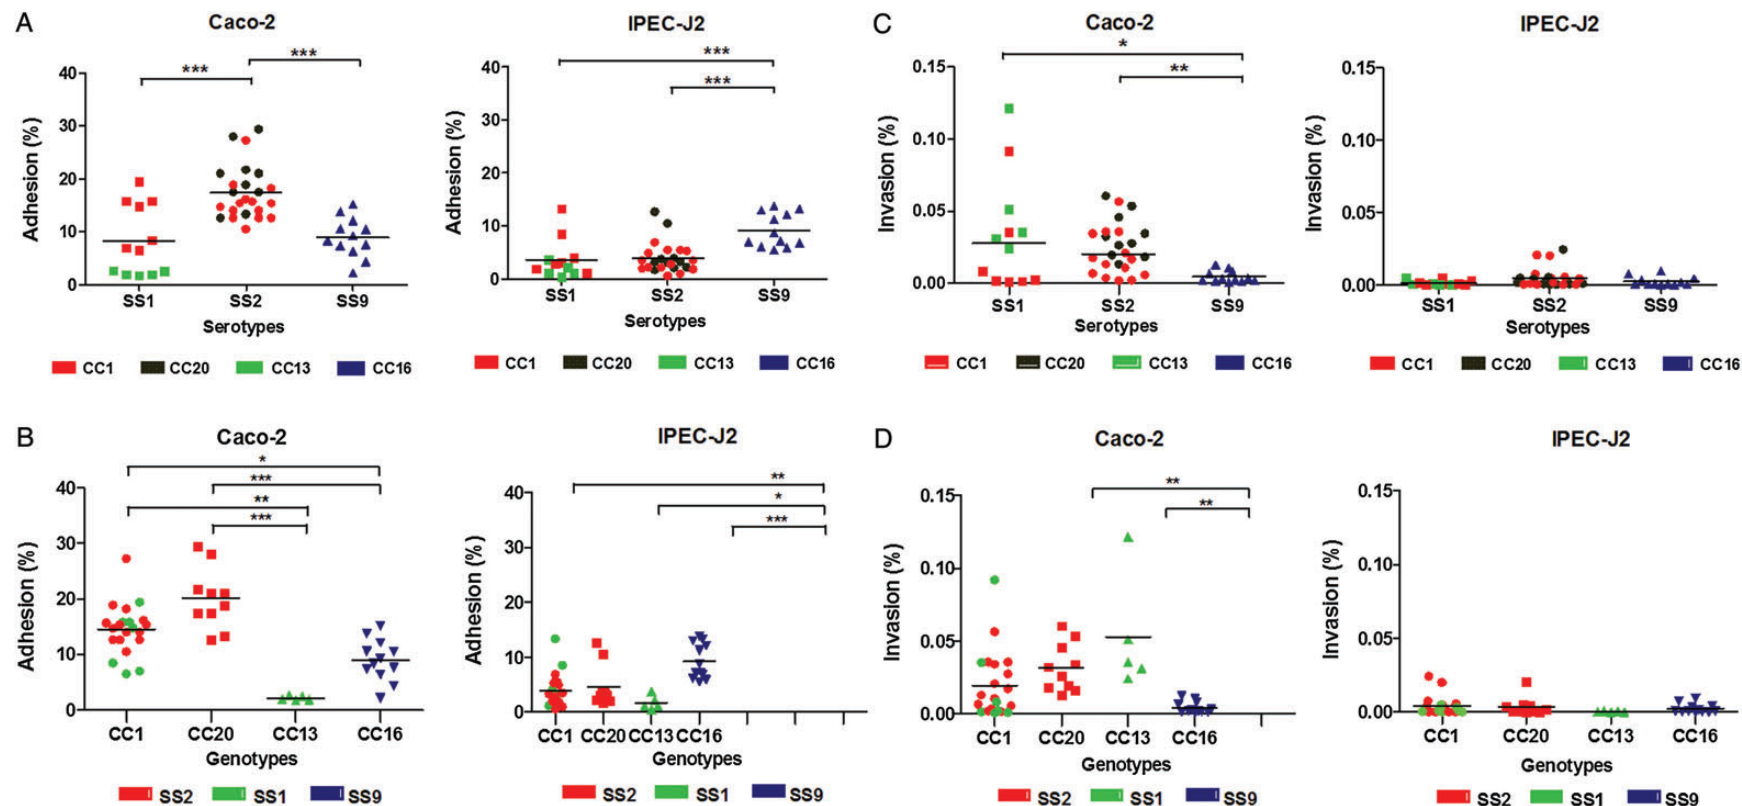 A
Caco-2
***
***
Adhesion (%)
40
30
20
10
0
SS1 SS2 SS9
Serotypes
IPEC-J2
***
***
Adhesion (%)
40
30
20
10
0
SS1 SS2 SS9
Serotypes
CC1 CC20 CC13 CC16
CC1 CC20 CC13 CC16
C
Caco-2
*
**
Invasion (%)
0.15
0.10
0.05
0.00
SS1 SS2 SS9
Serotypes
IPEC-J2
Invasion (%)
0.15
0.10
0.05
0.00
SS1 SS2 SS9
Serotypes
CC1 CC20 CC13 CC16
CC1 CC20 CC13 CC16
B
Caco-2
*
***
**
***
Adhesion (%)
40
30
20
10
0
CC1 CC20 CC13 CC16
Genotypes
SS2 SS1 SS9
IPEC-J2
**
*
***
Adhesion (%)
40
30
20
10
0
CC1 CC20 CC13 CC16
Genotypes
SS2 SS1 SS9
D
Caco-2
**
**
Invasion (%)
0.15
0.10
0.05
0.00
CC1 CC20 CC13 CC16
Genotypes
SS2 SS1 SS9
IPEC-J2
Invasion (%)
0.15
0.10
0.05
0.00
CC1 CC20 CC13 CC16
Genotypes
SS2 SS1 SS9